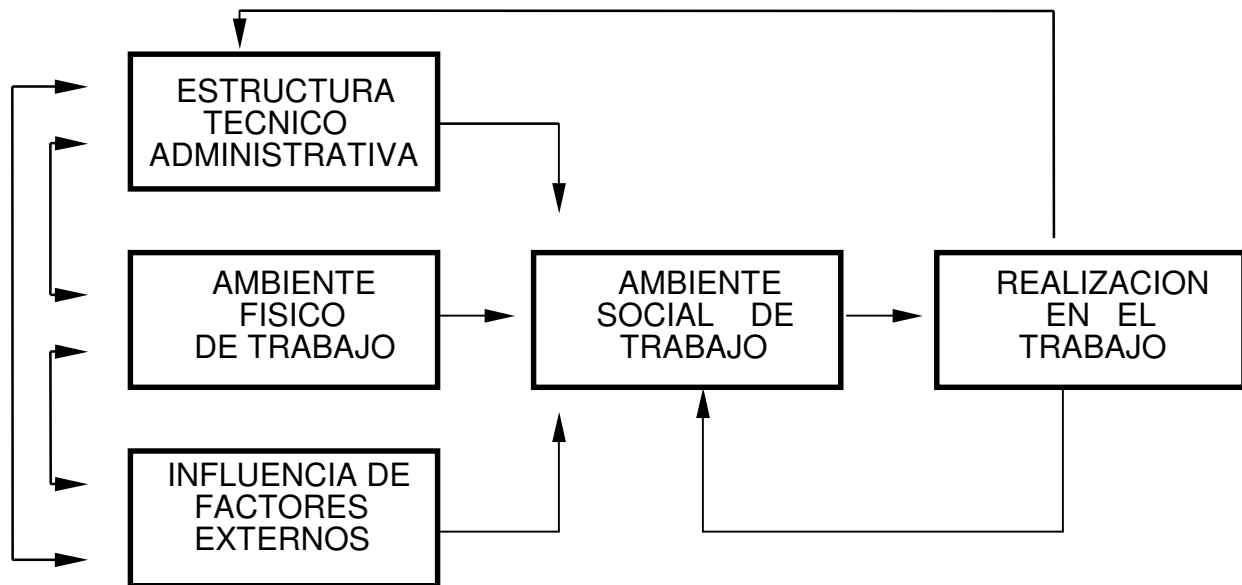 ESTRUCTURA
TECNICO
ADMINISTRATIVA
AMBIENTE
FISICO
DE TRABAJO
AMBIENTE
SOCIAL DE
TRABAJO
REALIZACION
EN EL
TRABAJO
INFLUENCIA DE
FACTORES
EXTERNOS